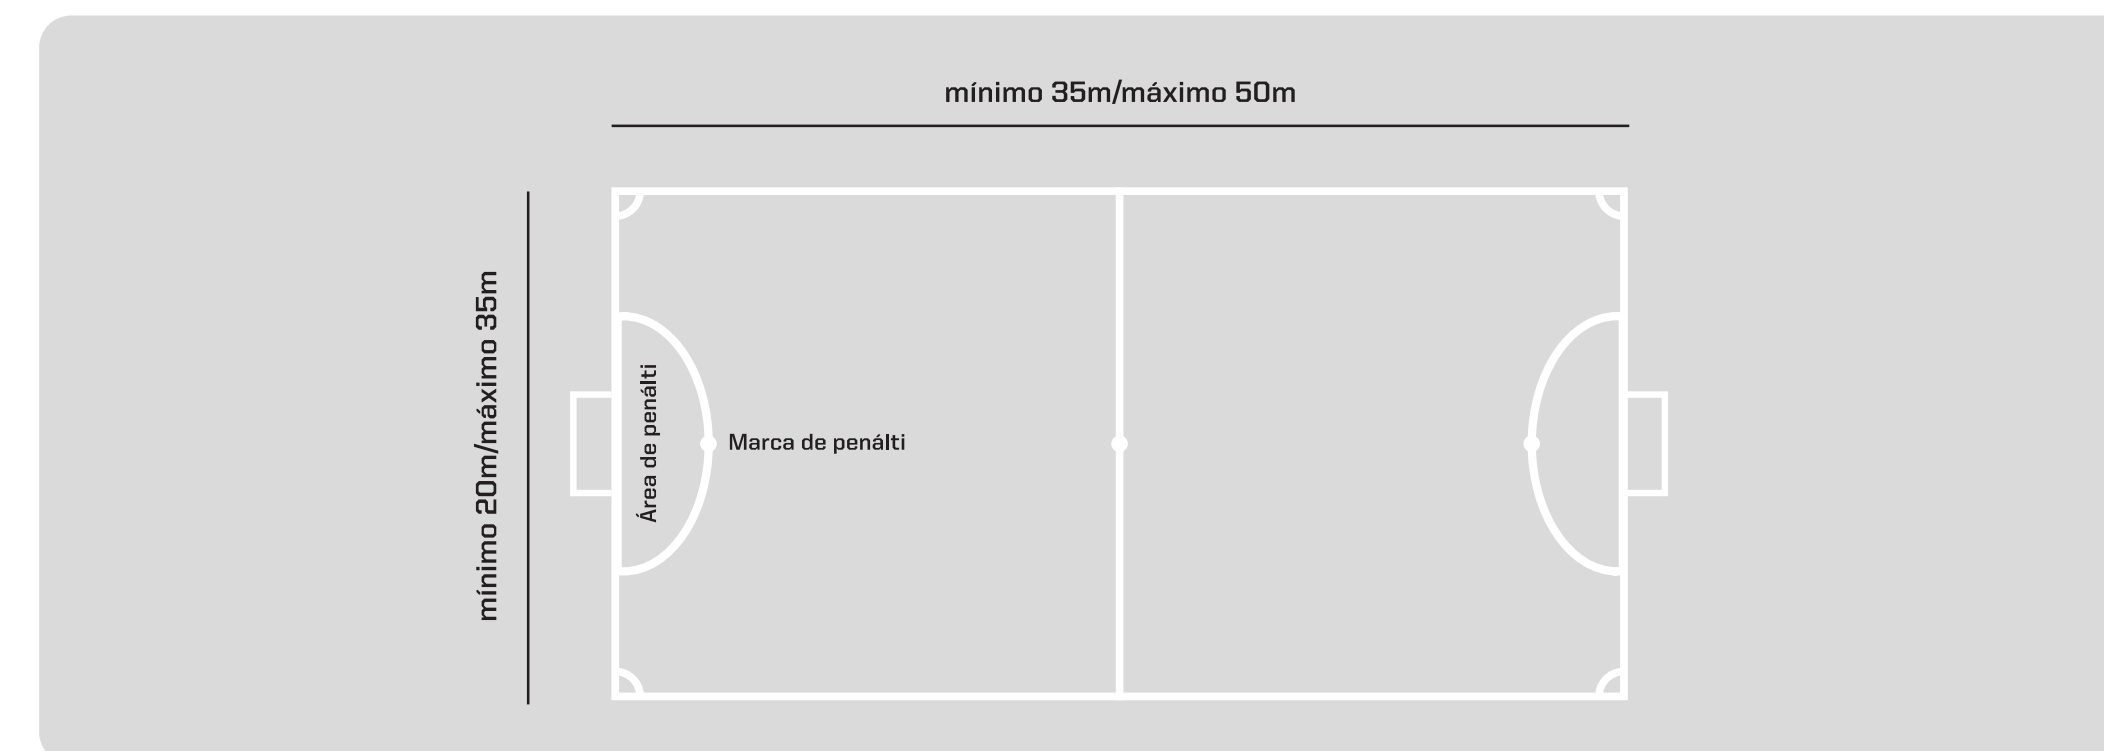 mínimo 35m/máximo 50m
mínimo 20m/máximo 35m
Área de penálti
Marca de penálti